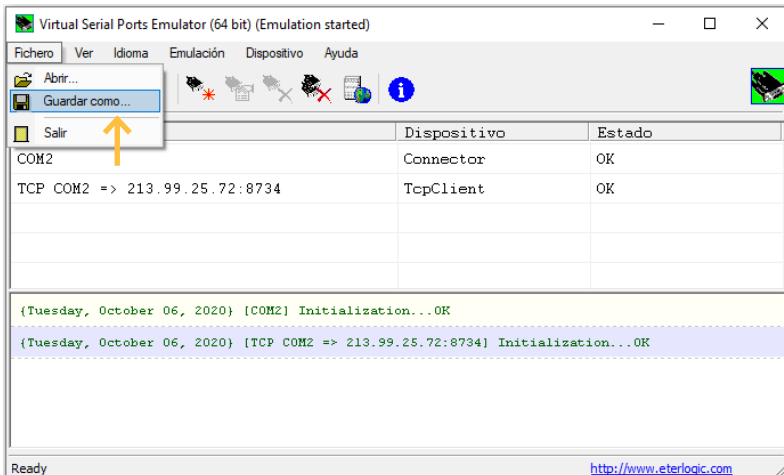 Virtual Serial Ports Emulator (64 bit) (Emulation started)
Fichero Ver Idioma Emulación Dispositivo Ayuda
Abrir...
Guardar como...
Salir
Dispositivo Estado
COM2 Connector OK
TCP COM2 => 213.99.25.72:8734 TcpClient OK
{Tuesday, October 06, 2020} [COM2] Initialization...OK
{Tuesday, October 06, 2020} [TCP COM2 => 213.99.25.72:8734] Initialization...OK
Ready http://www.eterlogic.com